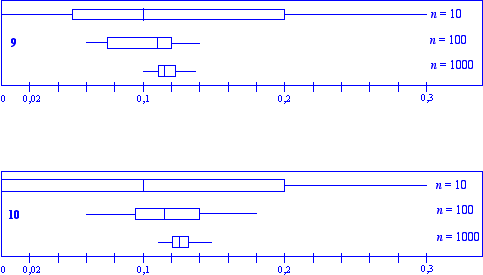 n = 10
n = 100
9
n = 1000
0 0,02 0,1 0,2 0,3
n = 10
n = 100
10
n = 1000
0 0,02 0,1 0,2 0,3